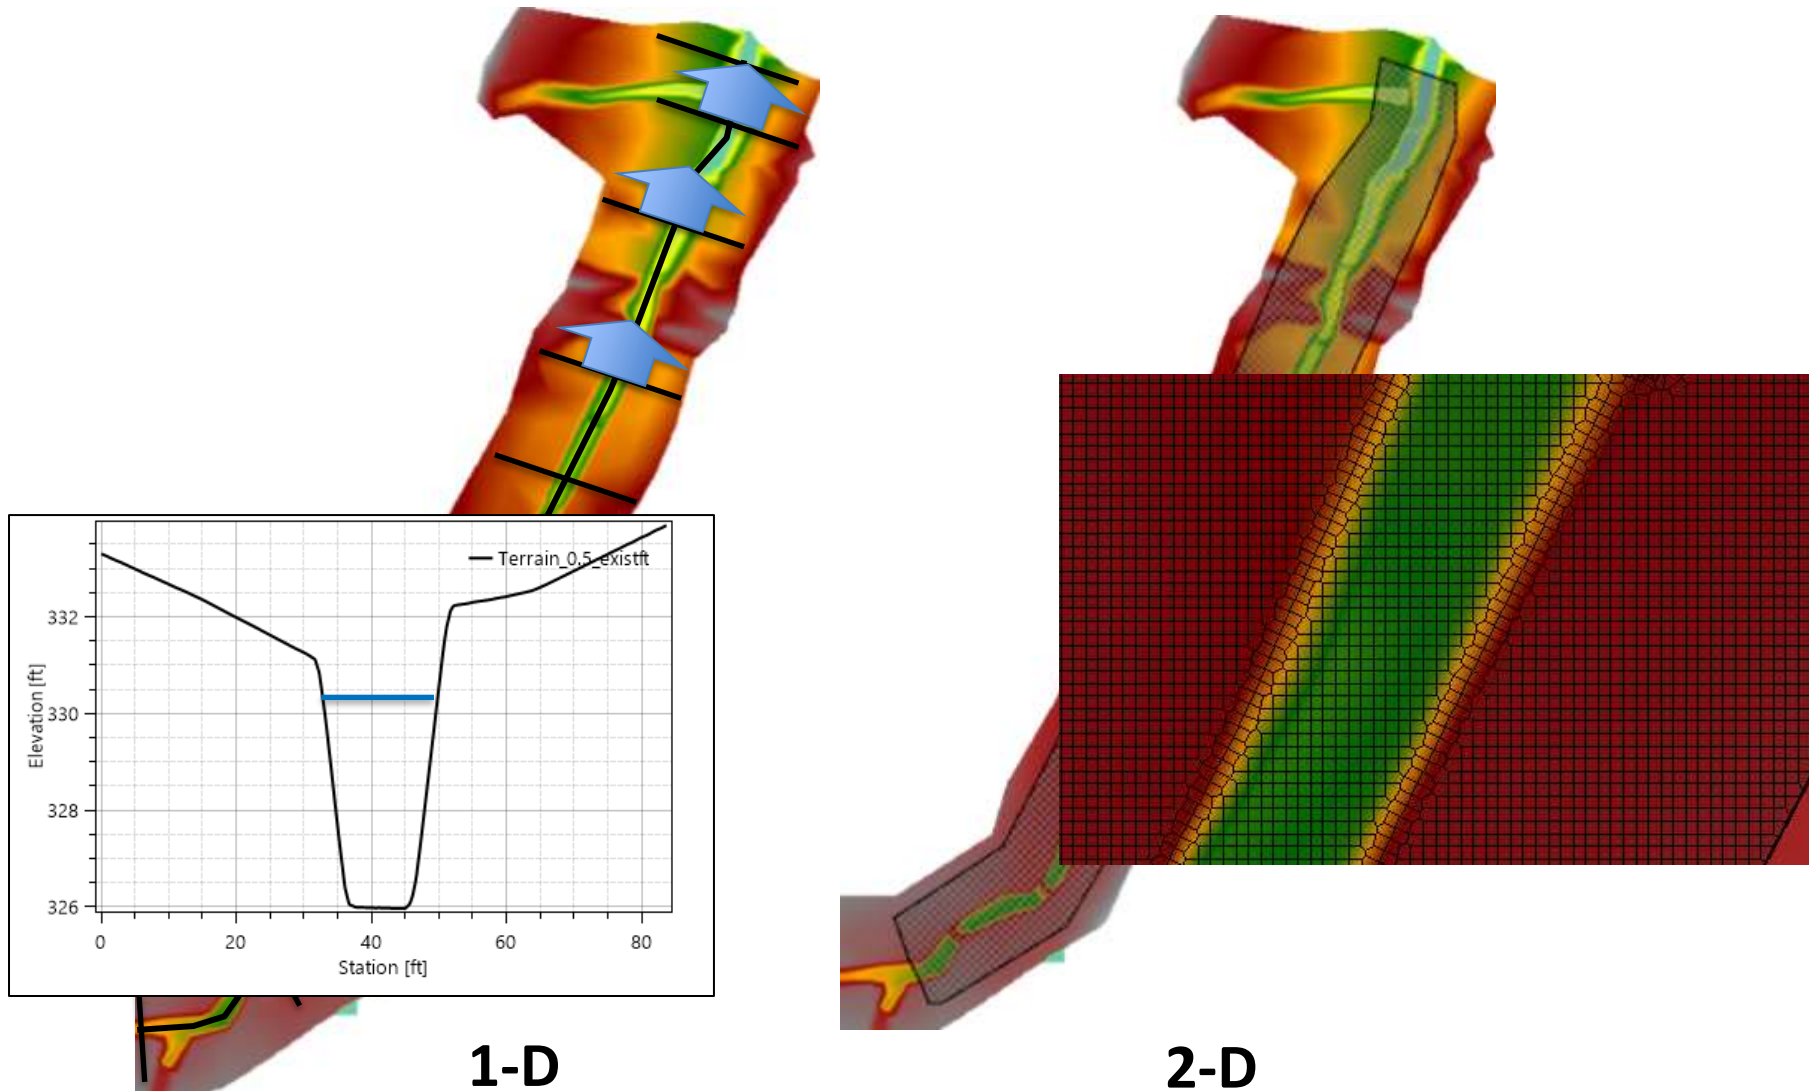 Terrain_0.5_existft
332
330
328
326
Elevation [ft]
0 20 40 60 80
Station [ft]
1-D
2-D